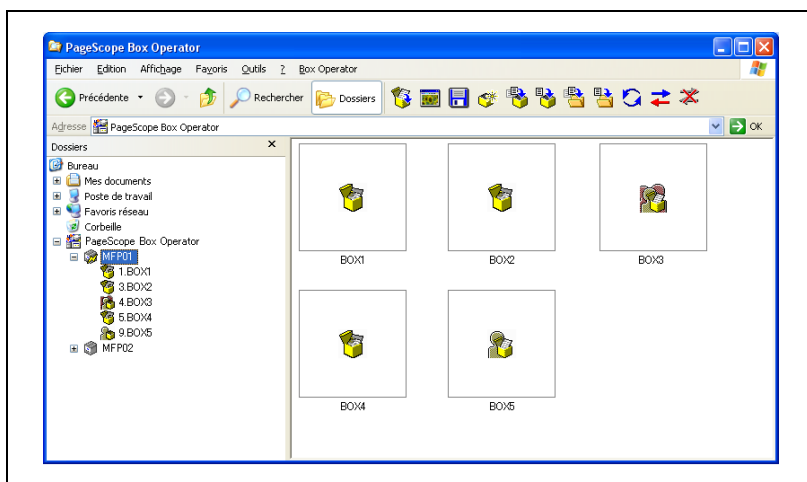 PageScope Box Operator
Fichier Edition Affichage Favoris Outils ? Box Operator
Précédente Rechercher Dossiers
Adresse PageScope Box Operator OK
Dossiers
Bureau
Mes documents
Poste de travail
Favoris réseau
Corbeille
PageScope Box Operator
MFP01
1.BOX1
3.BOX2
4.BOX3
5.BOX4
9.BOX5
MFP02
BOX1 BOX2 BOX3
BOX4 BOX5